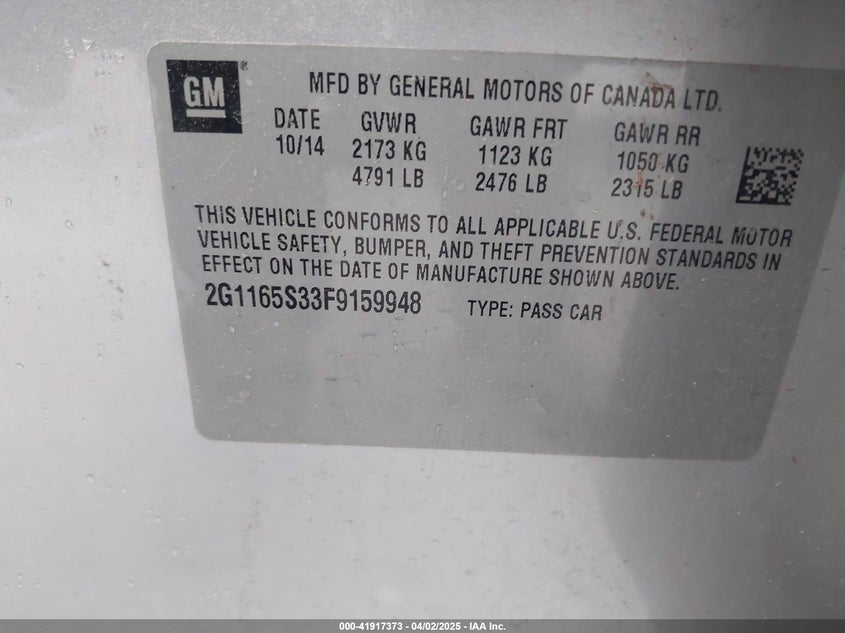 GM
MFD BY GENERAL MOTORS OF CANADA LTD.
DATE GVWR GAWR FRT GAWR RR
10/14 2173 KG 1123 KG 1050 KG
4791 LB 2476 LB 2315 LB
THIS VEHICLE CONFORMS TO ALL APPLICABLE U.S. FEDERAL MOTOR
VEHICLE SAFETY, BUMPER, AND THEFT PREVENTION STANDARDS IN
EFFECT ON THE DATE OF MANUFACTURE SHOWN ABOVE.
2G1165S33F9159948 TYPE: PASS CAR
000-41917373 - 04/02/2025 - IAA Inc.